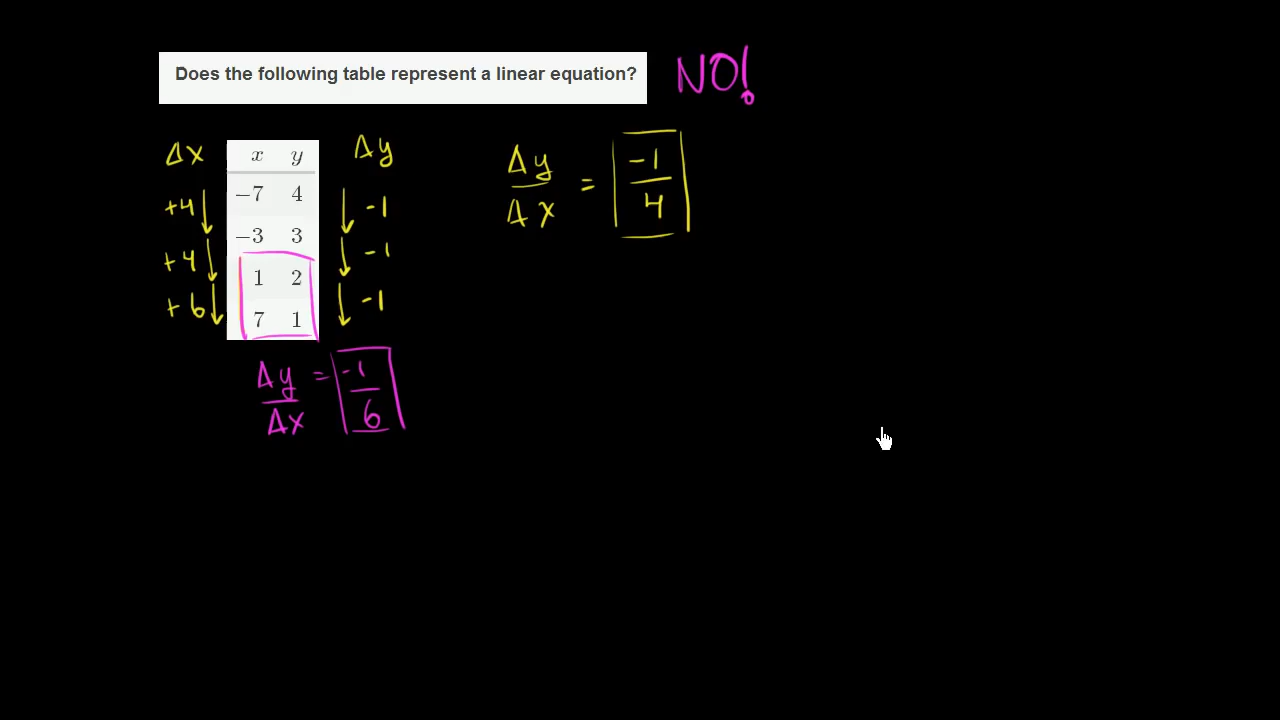 Does the following table represent a linear equation? NO!
Δx x y Δy
-7 4
+4 -1
-3 3
+4 -1
1 2
+6 -1
7 1
Δy/Δx = -1/4
Δy/Δx = -1/6